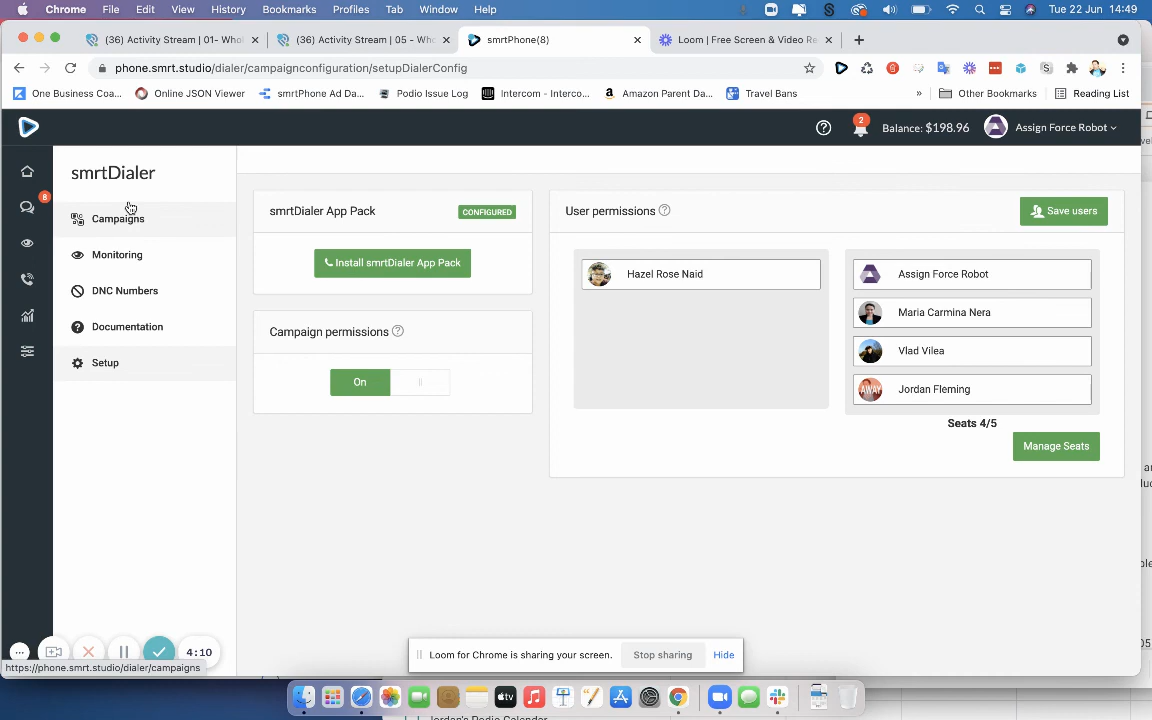 Chrome File Edit View History Bookmarks Profiles Tab Window Help Tue 22 Jun 14:49
(36) Activity Stream | 01- Whol (36) Activity Stream | 05 - Who smrtPhone(8) Loom | Free Screen & Video Re
phone.smrt.studio/dialer/campaignconfiguration/setupDialerConfig
One Business Coa... Online JSON Viewer smrtPhone Ad Da... Podio Issue Log Intercom - Interco... Amazon Parent Da... Travel Bans » Other Bookmarks Reading List
2 Balance: $198.96 Assign Force Robot
8
smrtDialer
Campaigns
Monitoring
DNC Numbers
Documentation
Setup
smrtDialer App Pack CONFIGURED
Install smrtDialer App Pack
Campaign permissions
On
User permissions Save users
Hazel Rose Naid
Assign Force Robot
Maria Carmina Nera
Vlad Vilea
Jordan Fleming
AWAY
Seats 4/5
Manage Seats
4:10
https://phone.smrt.studio/dialer/campaigns
Loom for Chrome is sharing your screen. Stop sharing Hide